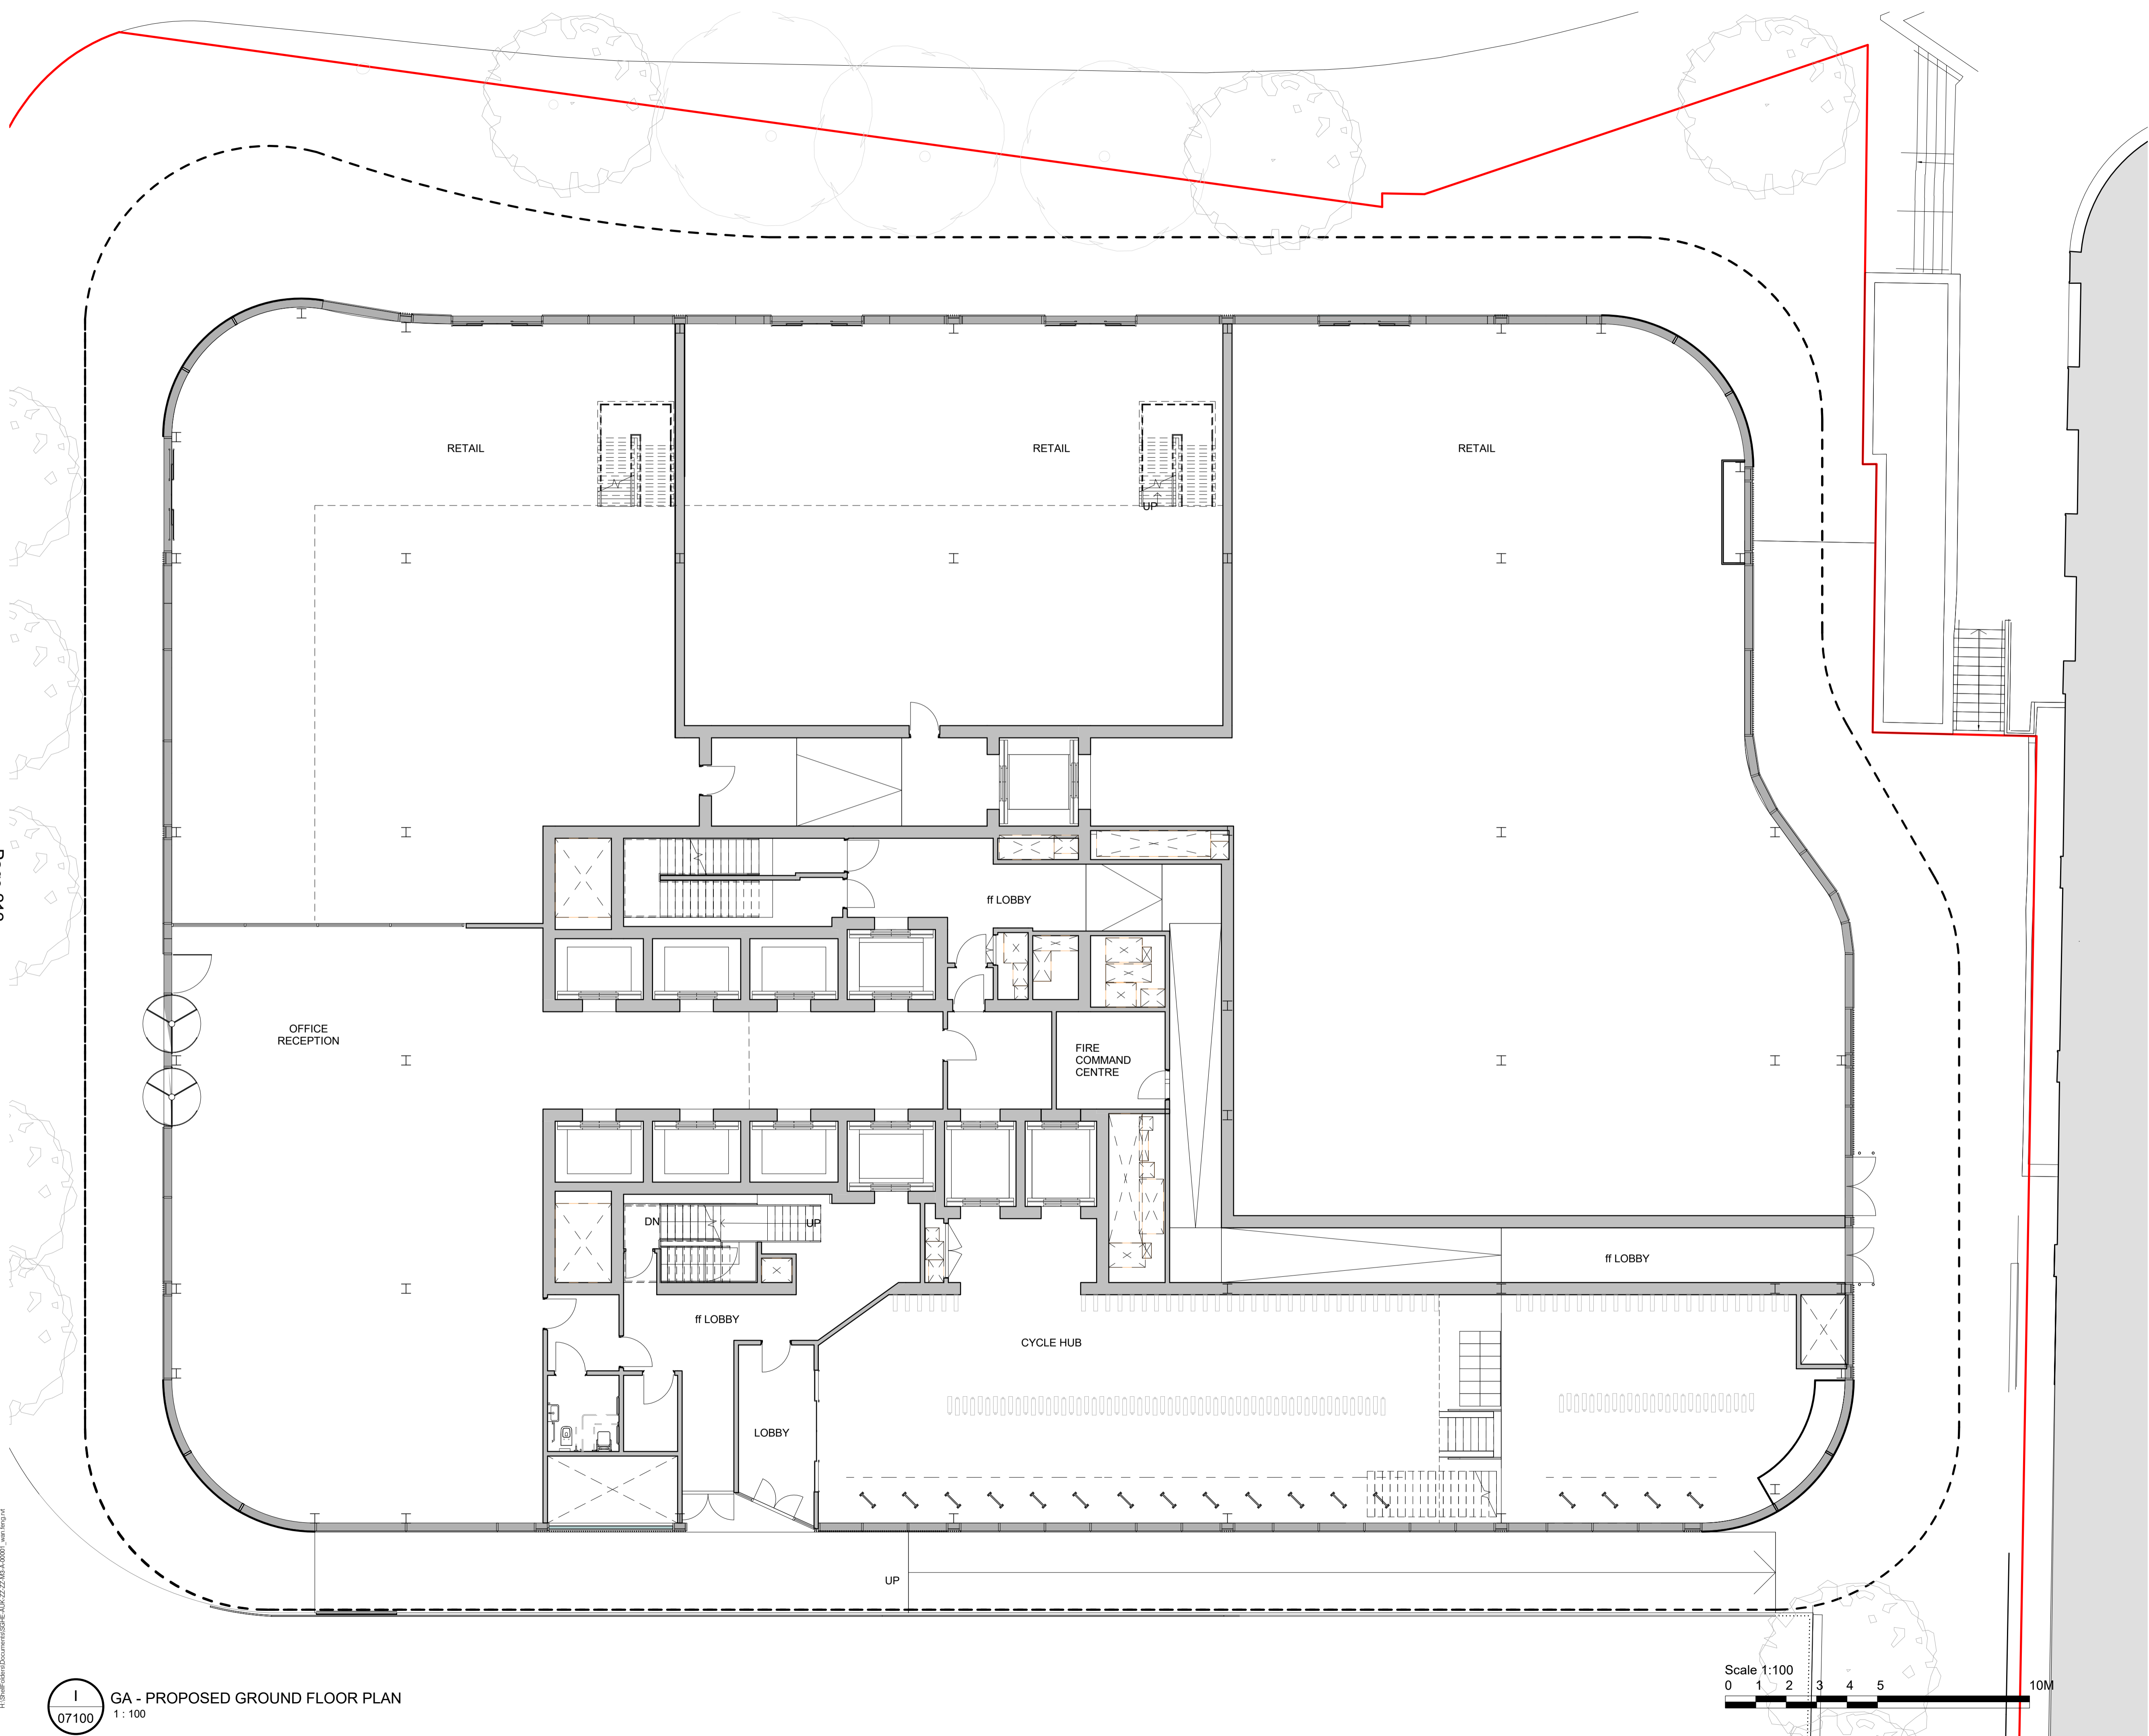 RETAIL
RETAIL
RETAIL
UP
ff LOBBY
OFFICE
RECEPTION
FIRE
COMMAND
CENTRE
DN
UP
ff LOBBY
ff LOBBY
CYCLE HUB
LOBBY
UP
Scale 1:100
0 1 2 3 4 5 10M
I
07100
GA - PROPOSED GROUND FLOOR PLAN
1 : 100